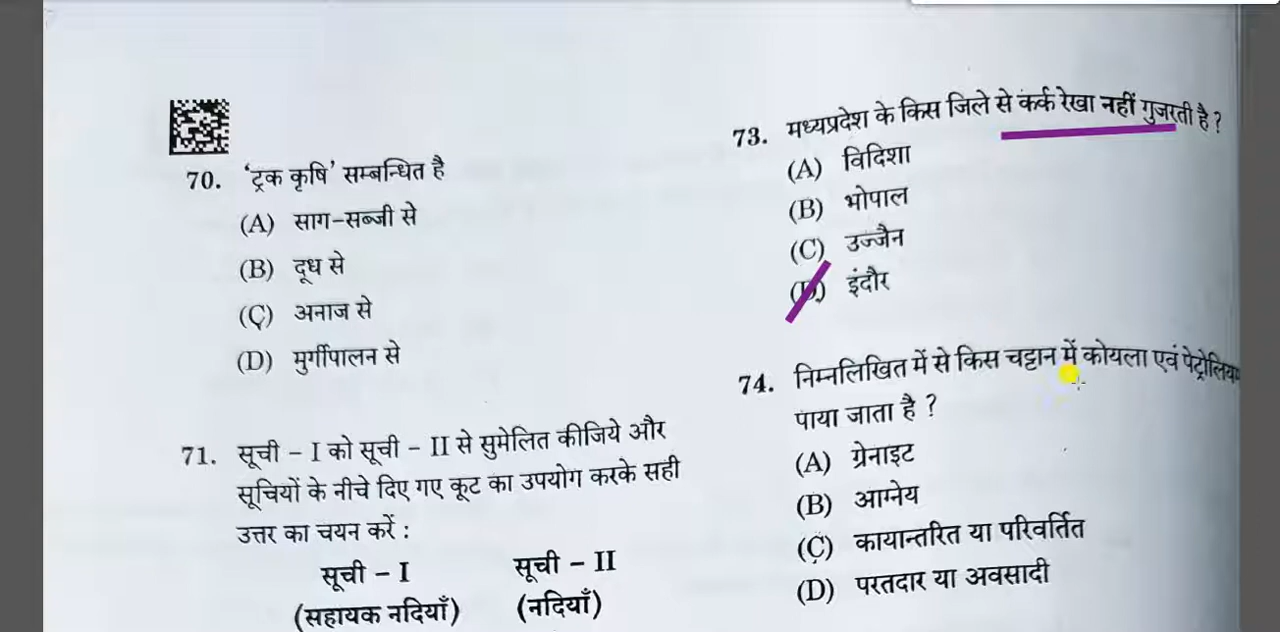 70. ‘ट्रक कृषि’ सम्बन्धित है
(A) साग-सब्जी से
(B) दूध से
(C) अनाज से
(D) मुर्गीपालन से
71. सूची - I को सूची - II से सुमेलित कीजिये और
सूचियों के नीचे दिए गए कूट का उपयोग करके सही
उत्तर का चयन करें :
सूची - I सूची - II
(सहायक नदियाँ) (नदियाँ)
73. मध्यप्रदेश के किस जिले से कर्क रेखा नहीं गुजरती है ?
(A) विदिशा
(B) भोपाल
(C) उज्जैन
(D) इंदौर
74. निम्नलिखित में से किस चट्टान में कोयला एवं पेट्रोलियम
पाया जाता है ?
(A) ग्रेनाइट
(B) आग्नेय
(C) कायान्तरित या परिवर्तित
(D) परतदार या अवसादी